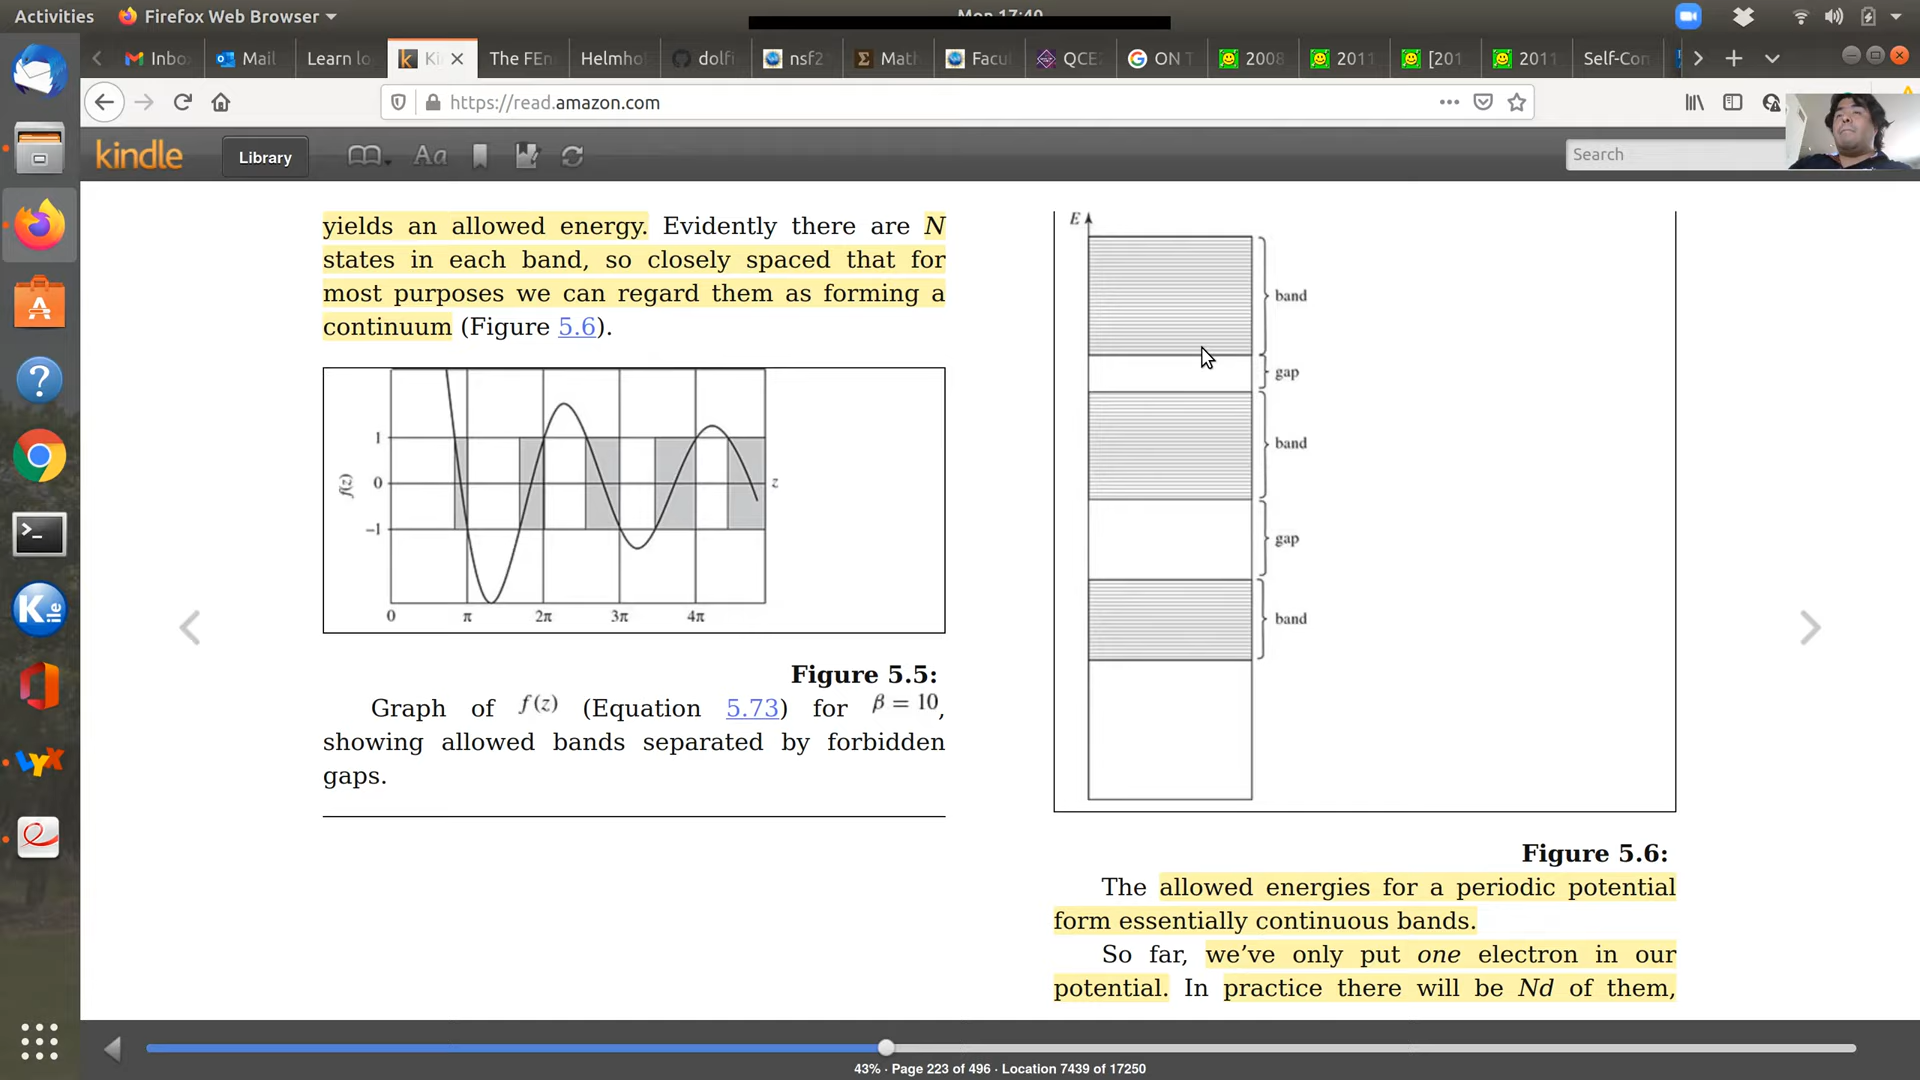 Activities
Firefox Web Browser
Mon 17:40
Inbo
Mail
Learn lo
Ki
The FEn
Helmho
dolfi
nsf2
Math
Facu
QCE
ON T
2008
2011
[201
2011
Self-Con
https://read.amazon.com
kindle
Library
Aa
Search
yields an allowed energy. Evidently there are N
states in each band, so closely spaced that for
most purposes we can regard them as forming a
continuum (Figure 5.6).
f(z)
1
0
-1
z
0
π
2π
3π
4π
Figure 5.5:
Graph of f(z) (Equation 5.73) for β = 10,
showing allowed bands separated by forbidden
gaps.
E
band
gap
band
gap
band
Figure 5.6:
The allowed energies for a periodic potential
form essentially continuous bands.
So far, we’ve only put one electron in our
potential. In practice there will be Nd of them,
43% · Page 223 of 496 · Location 7439 of 17250